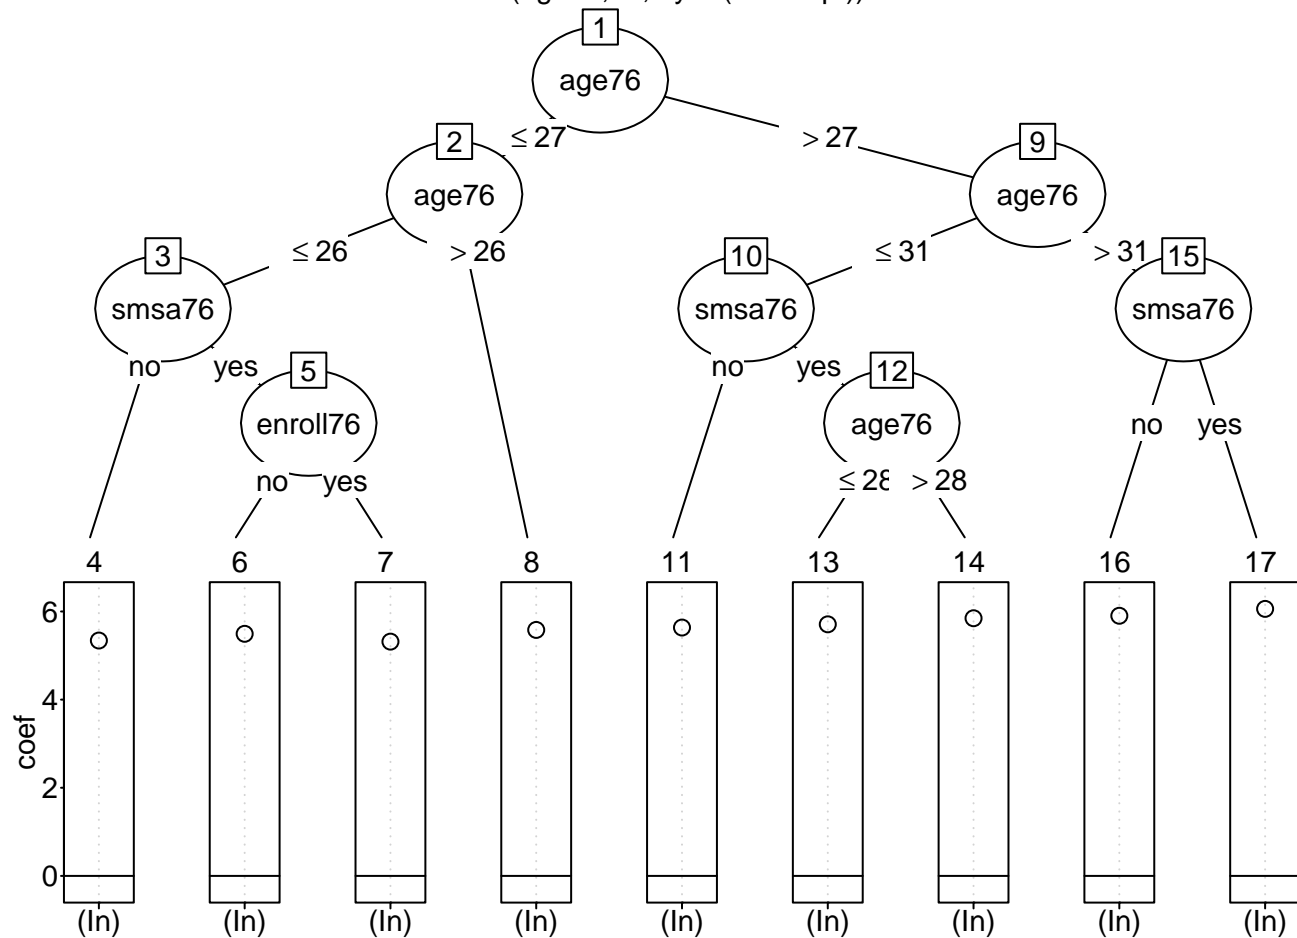 1
age76
≤ 27 > 27
2 9
age76 age76
≤ 26 > 26 ≤ 31 > 31
3 10 15
smsa76 smsa76 smsa76
no yes no yes
5 12
enroll76 age76
no yes
no yes ≤ 28 > 28
4 6 7 8 11 13 14 16 17
6
4
2
0
coef
(In) (In) (In) (In) (In) (In) (In) (In) (In)